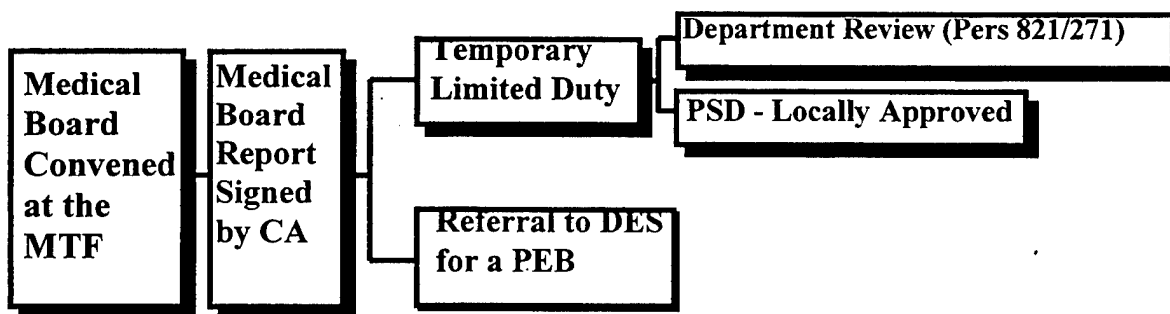 Medical
Board
Convened
at the
MTF
Medical
Board
Report
Signed
by CA
Temporary
Limited Duty
Department Review (Pers 821/271)
PSD - Locally Approved
Referral to DES
for a PEB